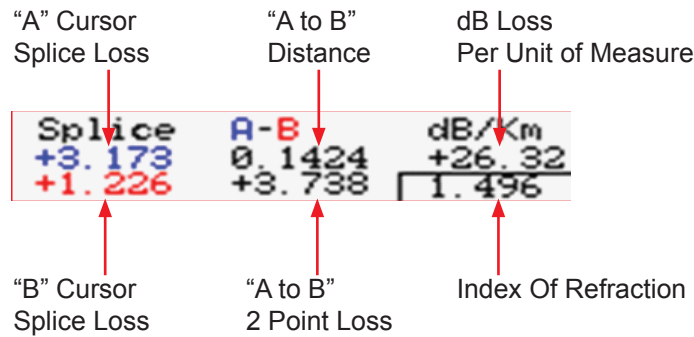 “A” Cursor “A to B” dB Loss
Splice Loss Distance Per Unit of Measure
Splice A-B dB/Km
+3.173 0.1424 +26.32
+1.226 +3.738 1.496
“B” Cursor “A to B” Index Of Refraction
Splice Loss 2 Point Loss